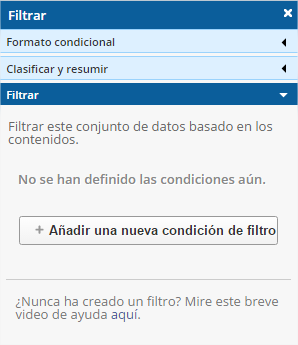 Filtrar
Formato condicional
Clasificar y resumir
Filtrar
Filtrar este conjunto de datos basado en los
contenidos.
No se han definido las condiciones aún.
+ Añadir una nueva condición de filtro
¿Nunca ha creado un filtro? Mire este breve
video de ayuda aquí.